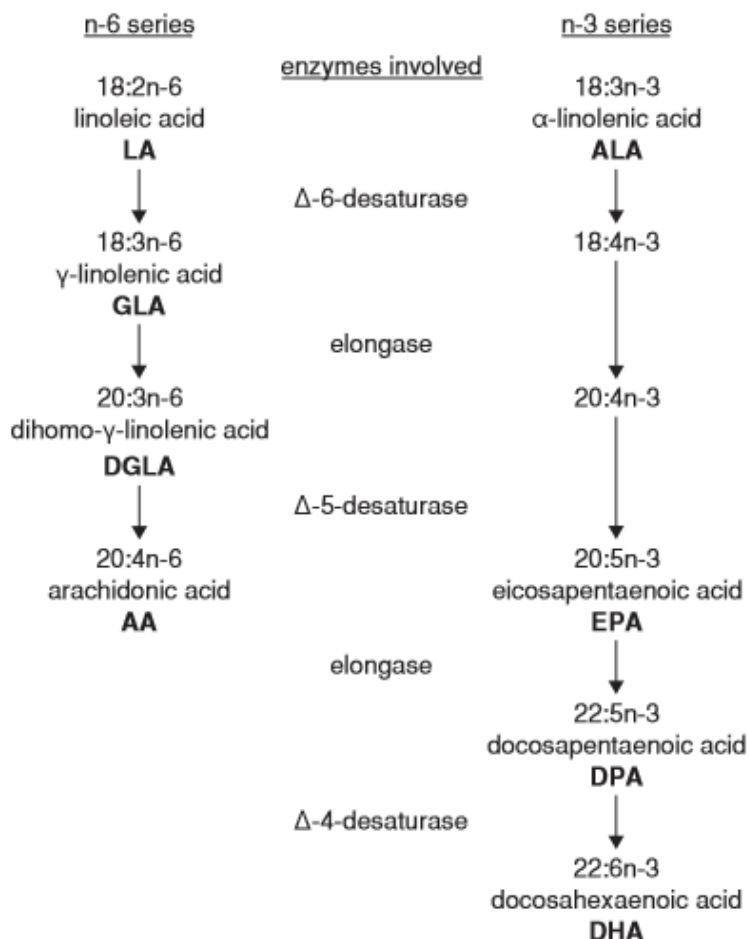 n-6 series
n-3 series
enzymes involved
18:2n-6
linoleic acid
LA
18:3n-3
α-linolenic acid
ALA
Δ-6-desaturase
18:3n-6
γ-linolenic acid
GLA
18:4n-3
elongase
20:3n-6
dihomo-γ-linolenic acid
DGLA
20:4n-3
Δ-5-desaturase
20:4n-6
arachidonic acid
AA
20:5n-3
eicosapentaenoic acid
EPA
elongase
22:5n-3
docosapentaenoic acid
DPA
Δ-4-desaturase
22:6n-3
docosahexaenoic acid
DHA